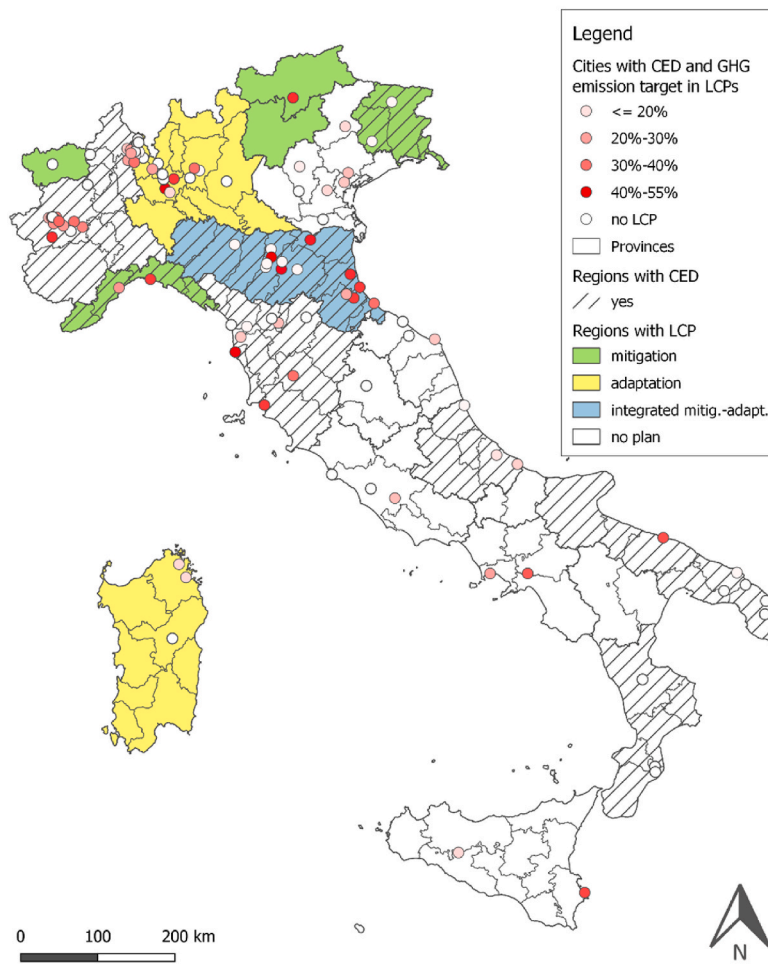 Legend
Cities with CED and GHG
emission target in LCPs
<= 20%
20%-30%
30%-40%
40%-55%
no LCP
Provinces
Regions with CED
yes
Regions with LCP
mitigation
adaptation
integrated mitig.-adapt.
no plan
0 100 200 km
N